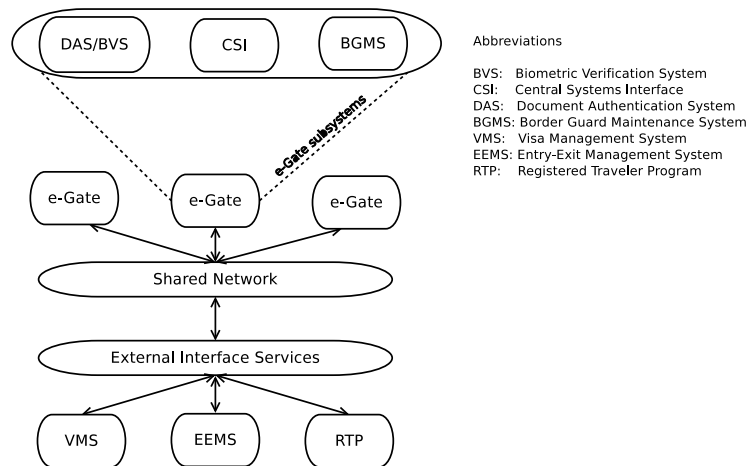 DAS/BVS
CSI
BGMS
e-Gate subsystems
e-Gate
e-Gate
e-Gate
Shared Network
External Interface Services
VMS
EEMS
RTP
Abbreviations
BVS: Biometric Verification System
CSI: Central Systems Interface
DAS: Document Authentication System
BGMS: Border Guard Maintenance System
VMS: Visa Management System
EEMS: Entry-Exit Management System
RTP: Registered Traveler Program